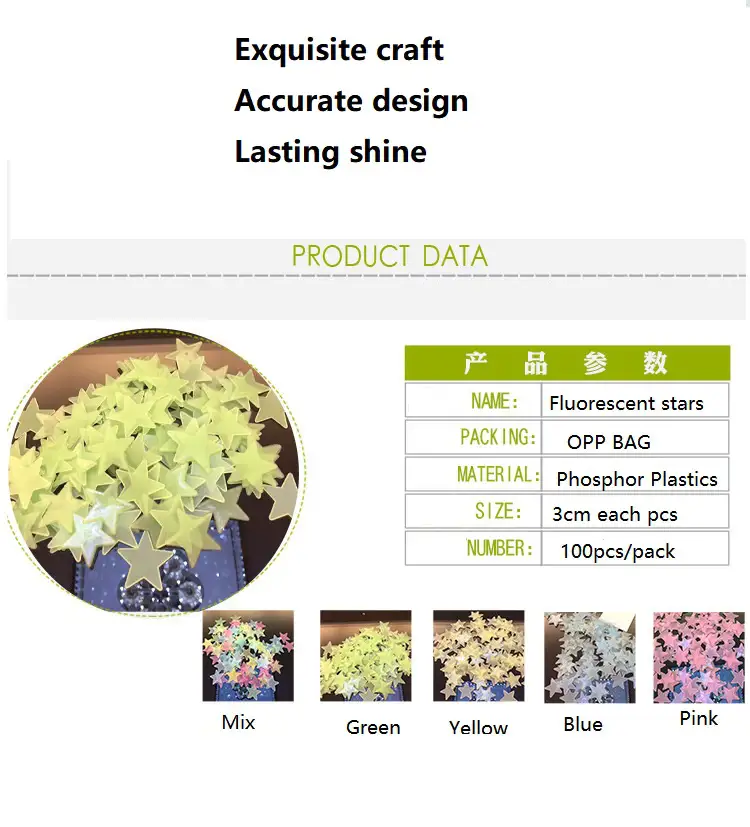 Exquisite craft
Accurate design
Lasting shine
PRODUCT DATA
产品参数
NAME: Fluorescent stars
PACKING: OPP BAG
MATERIAL: Phosphor Plastics
SIZE: 3cm each pcs
NUMBER: 100pcs/pack
Mix Green Yellow Blue Pink